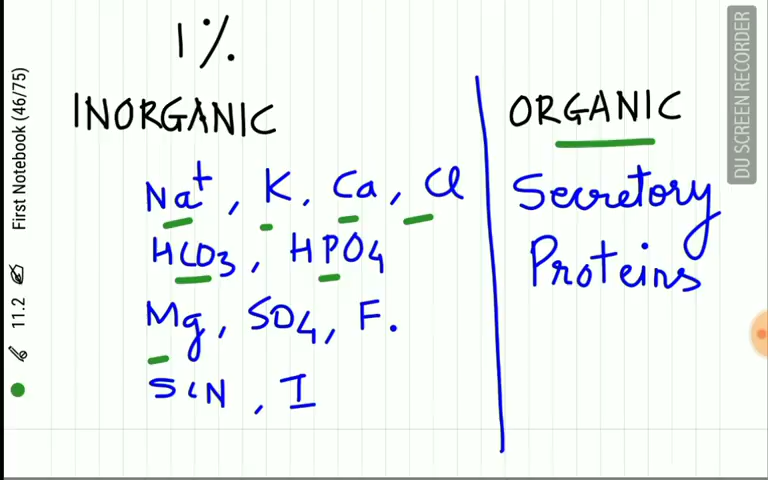 1%
INORGANIC
Na+, K, Ca, Cl
HCO3, HPO4
Mg, SO4, F.
SCN, I
ORGANIC
Secretory
Proteins
First Notebook (46/75)
11.2
DU SCREEN RECORDER